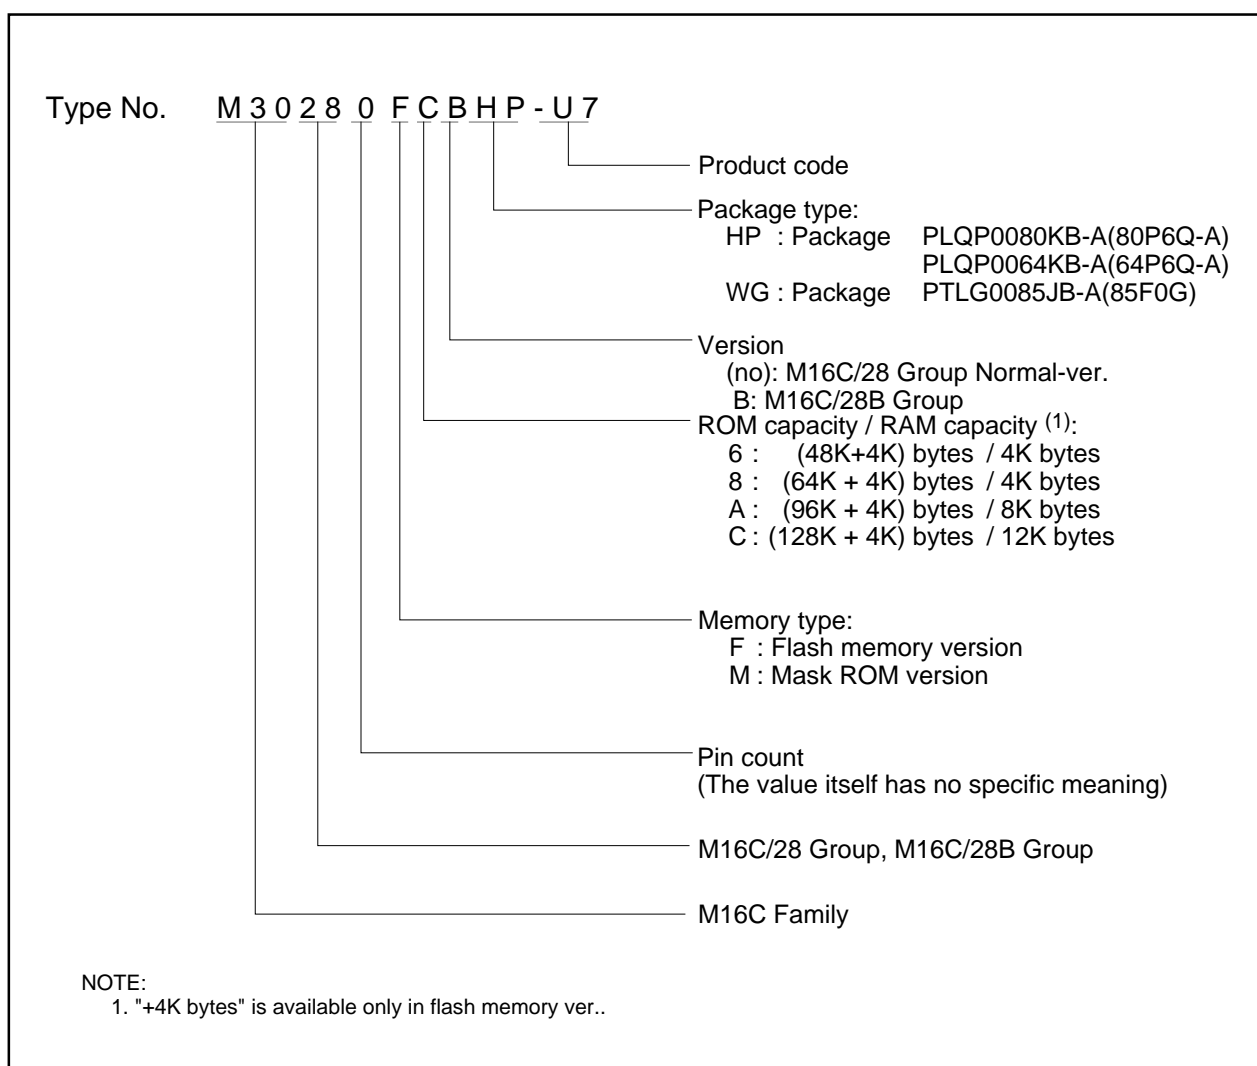 Type No. M 3 0 2 8 0 F C B H P - U 7
Product code
Package type:
HP : Package PLQP0080KB-A(80P6Q-A)
PLQP0064KB-A(64P6Q-A)
WG : Package PTLG0085JB-A(85F0G)
Version
(no): M16C/28 Group Normal-ver.
B: M16C/28B Group
ROM capacity / RAM capacity (1):
6 : (48K+4K) bytes / 4K bytes
8 : (64K + 4K) bytes / 4K bytes
A : (96K + 4K) bytes / 8K bytes
C : (128K + 4K) bytes / 12K bytes
Memory type:
F : Flash memory version
M : Mask ROM version
Pin count
(The value itself has no specific meaning)
M16C/28 Group, M16C/28B Group
M16C Family
NOTE:
1. "+4K bytes" is available only in flash memory ver..